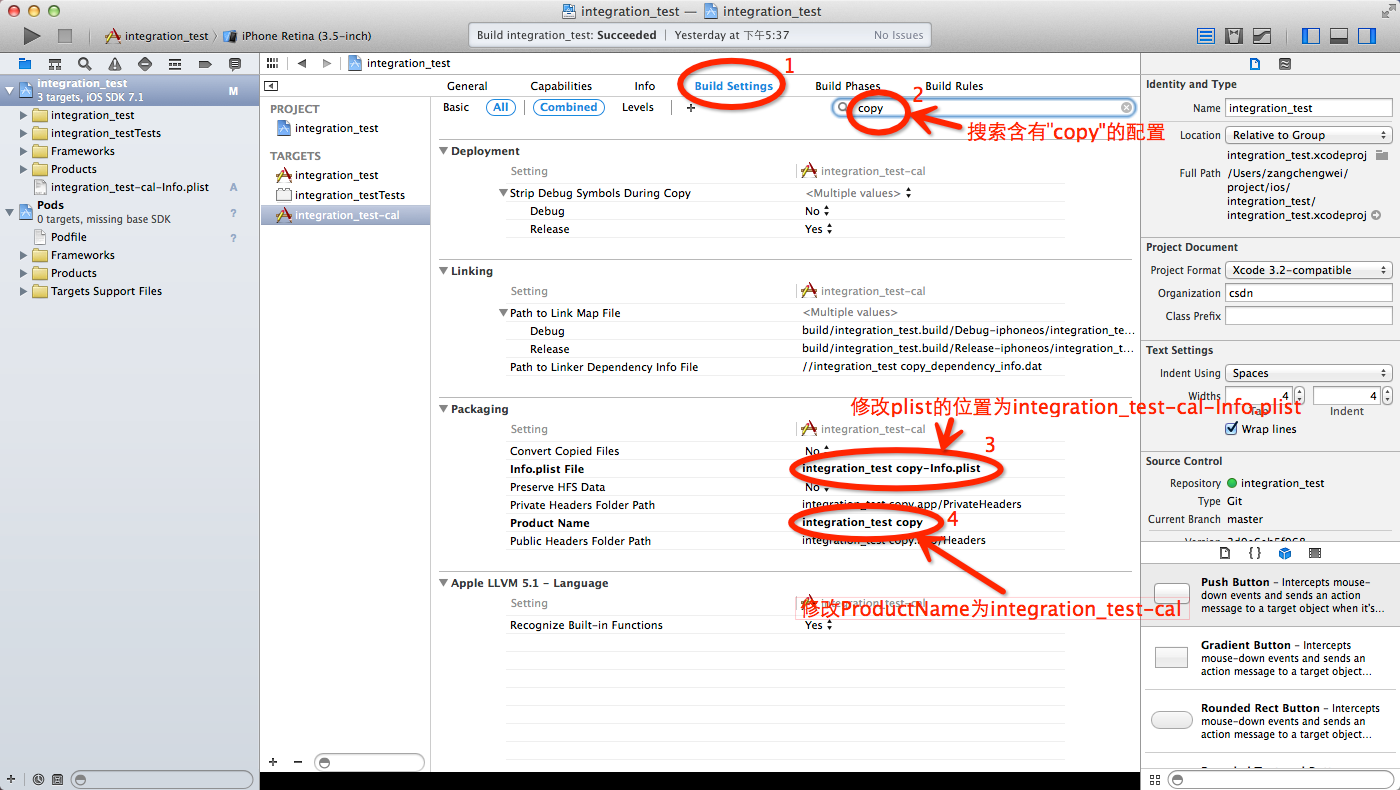 integration_test — integration_test
integration_test 〉 iPhone Retina (3.5-inch)
Build integration_test: Succeeded | Yesterday at 下午5:37 No Issues
integration_test
3 targets, iOS SDK 7.1
M
integration_test
integration_testTests
Frameworks
Products
integration_test-cal-Info.plist A
Pods
0 targets, missing base SDK
?
Podfile ?
Frameworks
Products
Targets Support Files
integration_test
General Capabilities Info Build Settings Build Phases Build Rules
1
Basic All Combined Levels +
copy
2
搜索含有"copy"的配置
PROJECT
integration_test
TARGETS
integration_test
integration_testTests
integration_test-cal
Deployment
Setting integration_test-cal
Strip Debug Symbols During Copy <Multiple values>
Debug No
Release Yes
Linking
Setting integration_test-cal
Path to Link Map File <Multiple values>
Debug build/integration_test.build/Debug-iphoneos/integration_te...
Release build/integration_test.build/Release-iphoneos/integration_t...
Path to Linker Dependency Info File //integration_test copy_dependency_info.dat
修改plist的位置为integration_test-cal-Info.plist
Packaging
Setting integration_test-cal
3
Convert Copied Files No
Info.plist File integration_test copy-Info.plist
Preserve HFS Data No
Private Headers Folder Path integration_test copy.app/PrivateHeaders
Product Name integration_test copy
4
Public Headers Folder Path integration_test copy.app/Headers
Apple LLVM 5.1 - Language
Setting integration_test-cal
修改ProductName为integration_test-cal
Recognize Built-in Functions Yes
Identity and Type
Name integration_test
Location Relative to Group
integration_test.xcodeproj
Full Path /Users/zangchengwei/
project/ios/
integration_test/
integration_test.xcodeproj
Project Document
Project Format Xcode 3.2-compatible
Organization csdn
Class Prefix
Text Settings
Indent Using Spaces
Widths 4 4
Tab Indent
Wrap lines
Source Control
Repository integration_test
Type Git
Current Branch master
Push Button – Intercepts mouse-
down events and sends an action
message to a target object when it's...
Gradient Button – Intercepts
mouse-down events and sends an
action message to a target object...
Rounded Rect Button – Intercepts
mouse-down events and sends an
action message to a target object...